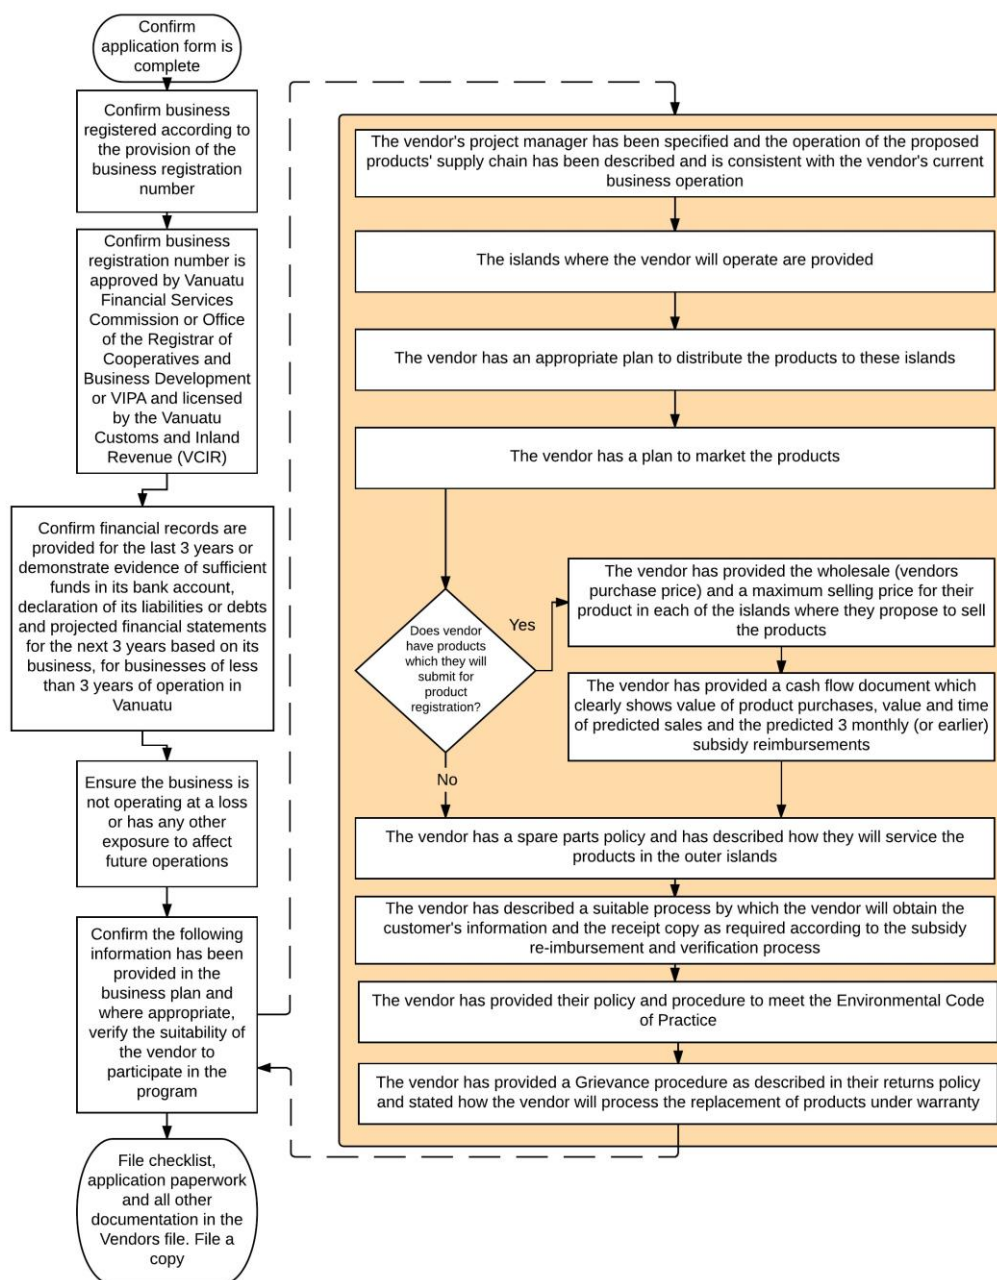 Confirm
application form is
complete
Confirm business
registered according to
the provision of the
business registration
number
Confirm business
registration number is
approved by Vanuatu
Financial Services
Commission or Office
of the Registrar of
Cooperatives and
Business Development
or VIPA and licensed
by the Vanuatu
Customs and Inland
Revenue (VCIR)
Confirm financial records are
provided for the last 3 years or
demonstrate evidence of sufficient
funds in its bank account,
declaration of its liabilities or debts
and projected financial statements
for the next 3 years based on its
business, for businesses of less
than 3 years of operation in
Vanuatu
Ensure the business is
not operating at a loss
or has any other
exposure to affect
future operations
Confirm the following
information has been
provided in the
business plan and
where appropriate,
verify the suitability of
the vendor to
participate in the
program
File checklist,
application paperwork
and all other
documentation in the
Vendors file. File a
copy
The vendor's project manager has been specified and the operation of the proposed
products' supply chain has been described and is consistent with the vendor's current
business operation
The islands where the vendor will operate are provided
The vendor has an appropriate plan to distribute the products to these islands
The vendor has a plan to market the products
Does vendor
have products
which they will
submit for
product
registration?
Yes
The vendor has provided the wholesale (vendors
purchase price) and a maximum selling price for their
product in each of the islands where they propose to sell
the products
The vendor has provided a cash flow document which
clearly shows value of product purchases, value and time
of predicted sales and the predicted 3 monthly (or earlier)
subsidy reimbursements
No
The vendor has a spare parts policy and has described how they will service the
products in the outer islands
The vendor has described a suitable process by which the vendor will obtain the
customer's information and the receipt copy as required according to the subsidy
re-imbursement and verification process
The vendor has provided their policy and procedure to meet the Environmental Code
of Practice
The vendor has provided a Grievance procedure as described in their returns policy
and stated how the vendor will process the replacement of products under warranty